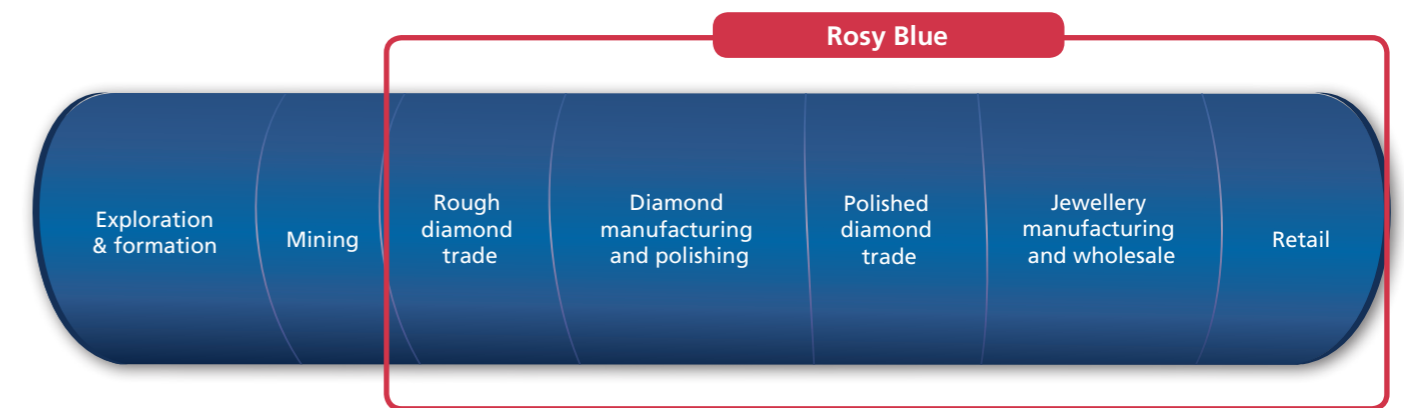 Rosy Blue
Exploration
& formation
Mining
Rough
diamond
trade
Diamond
manufacturing
and polishing
Polished
diamond
trade
Jewellery
manufacturing
and wholesale
Retail